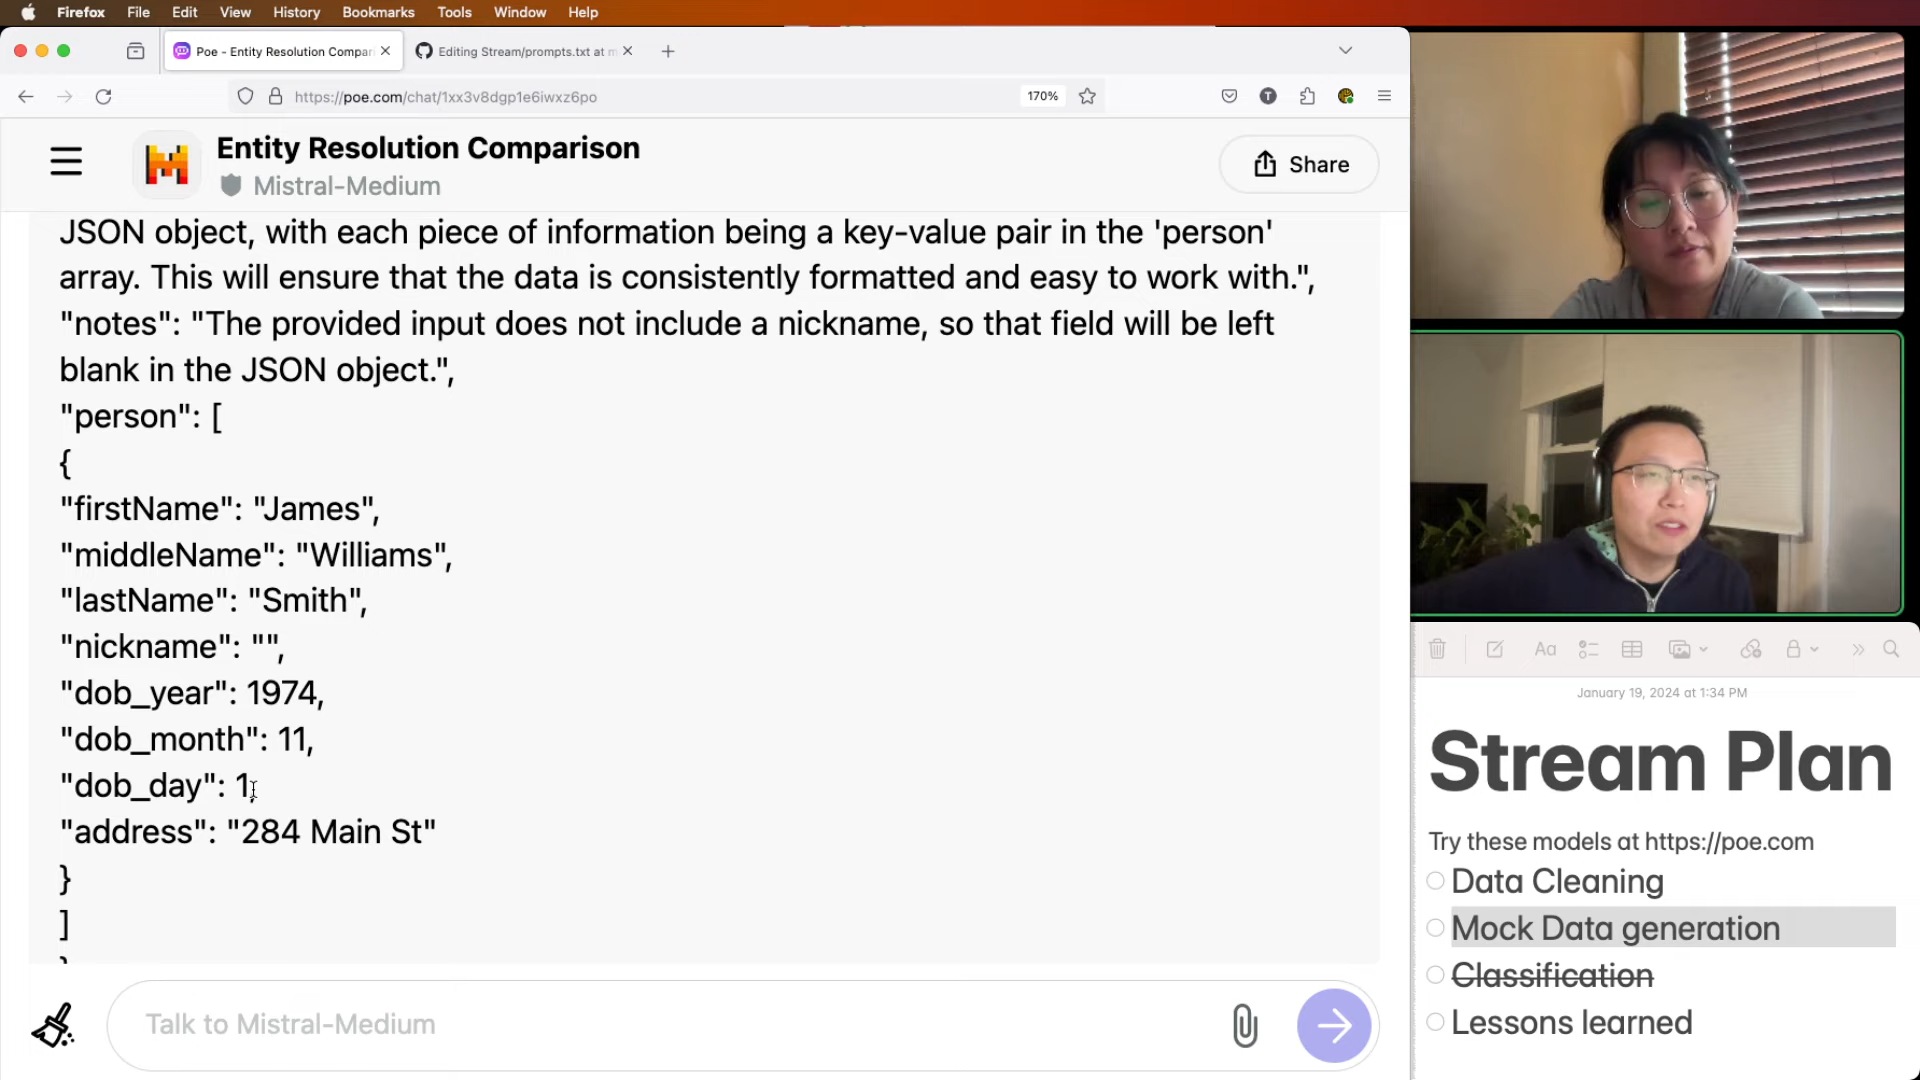 Firefox File Edit View History Bookmarks Tools Window Help
Poe - Entity Resolution Compar
Editing Stream/prompts.txt at m
https://poe.com/chat/1xx3v8dgp1e6iwxz6po
170%
T
Entity Resolution Comparison
Mistral-Medium
Share
JSON object, with each piece of information being a key-value pair in the 'person'
array. This will ensure that the data is consistently formatted and easy to work with.",
"notes": "The provided input does not include a nickname, so that field will be left
blank in the JSON object.",
"person": [
{
"firstName": "James",
"middleName": "Williams",
"lastName": "Smith",
"nickname": "",
"dob_year": 1974,
"dob_month": 11,
"dob_day": 1,
"address": "284 Main St"
}
]
}
Talk to Mistral-Medium
Aa
January 19, 2024 at 1:34 PM
Stream Plan
Try these models at https://poe.com
Data Cleaning
Mock Data generation
Classification
Lessons learned